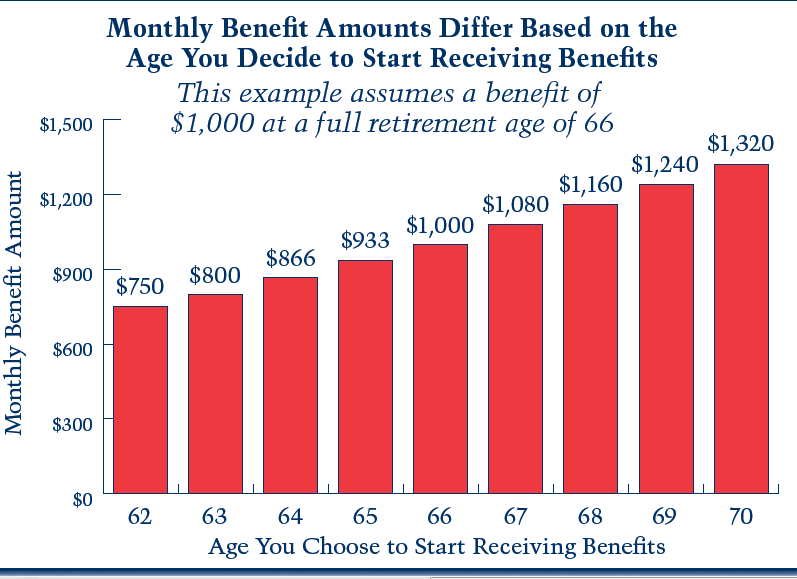 Monthly Benefit Amounts Differ Based on the
Age You Decide to Start Receiving Benefits
This example assumes a benefit of
$1,000 at a full retirement age of 66
Monthly Benefit Amount
$1,500
$1,200
$900
$600
$300
$0
$750
$800
$866
$933
$1,000
$1,080
$1,160
$1,240
$1,320
62 63 64 65 66 67 68 69 70
Age You Choose to Start Receiving Benefits